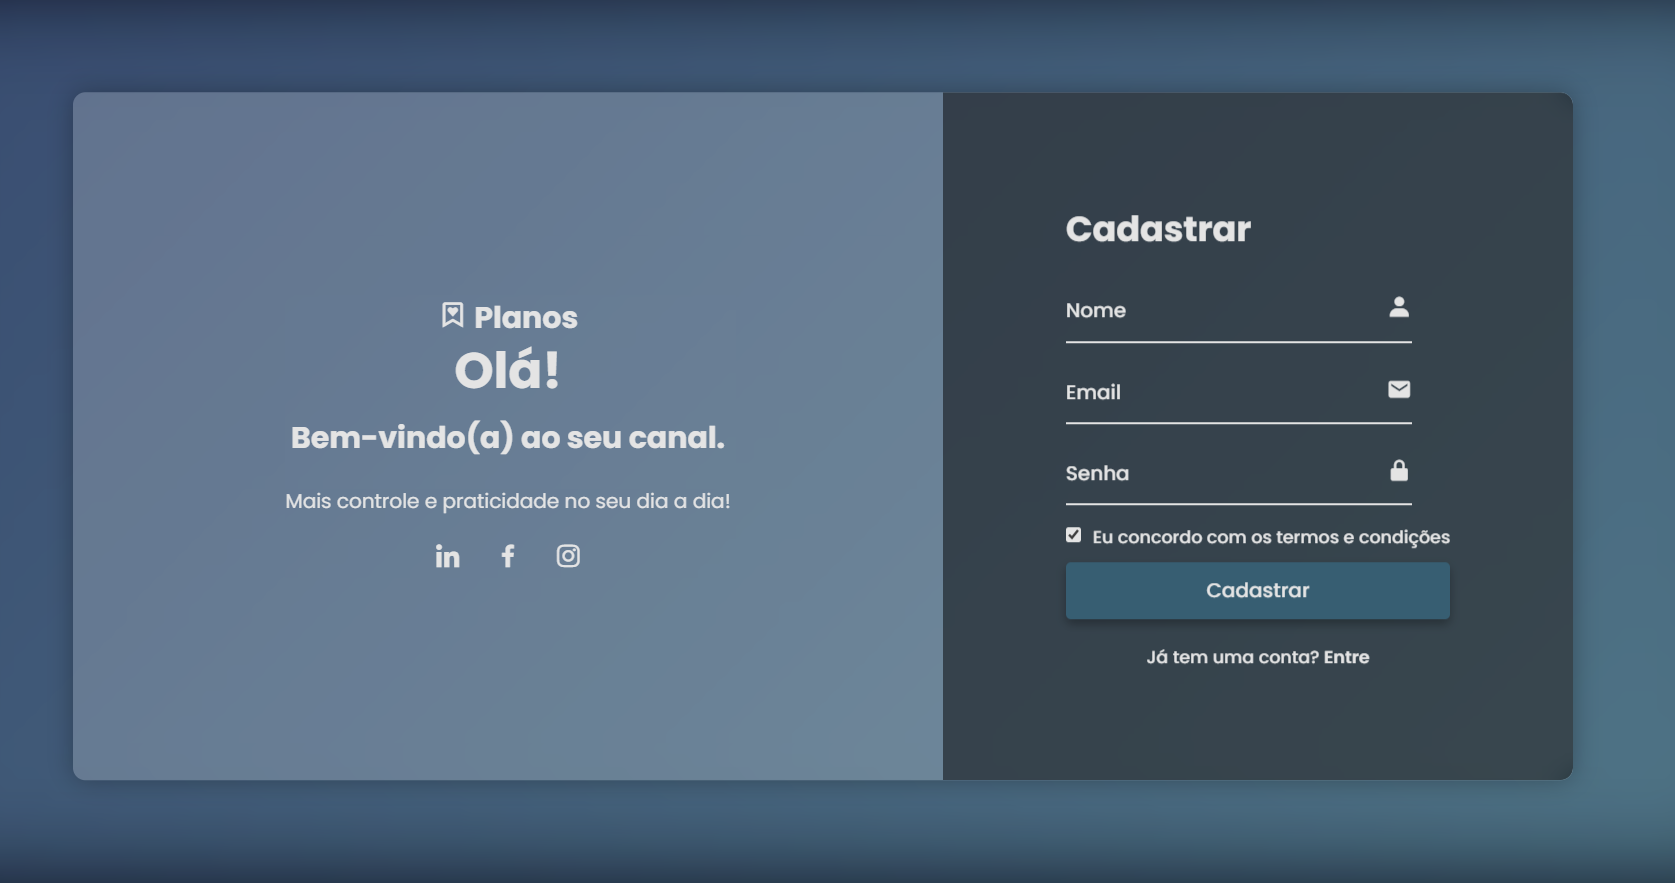 Planos
Olá!
Bem-vindo(a) ao seu canal.
Mais controle e praticidade no seu dia a dia!
Cadastrar
Nome
Email
Senha
Eu concordo com os termos e condições
Cadastrar
Já tem uma conta? Entre